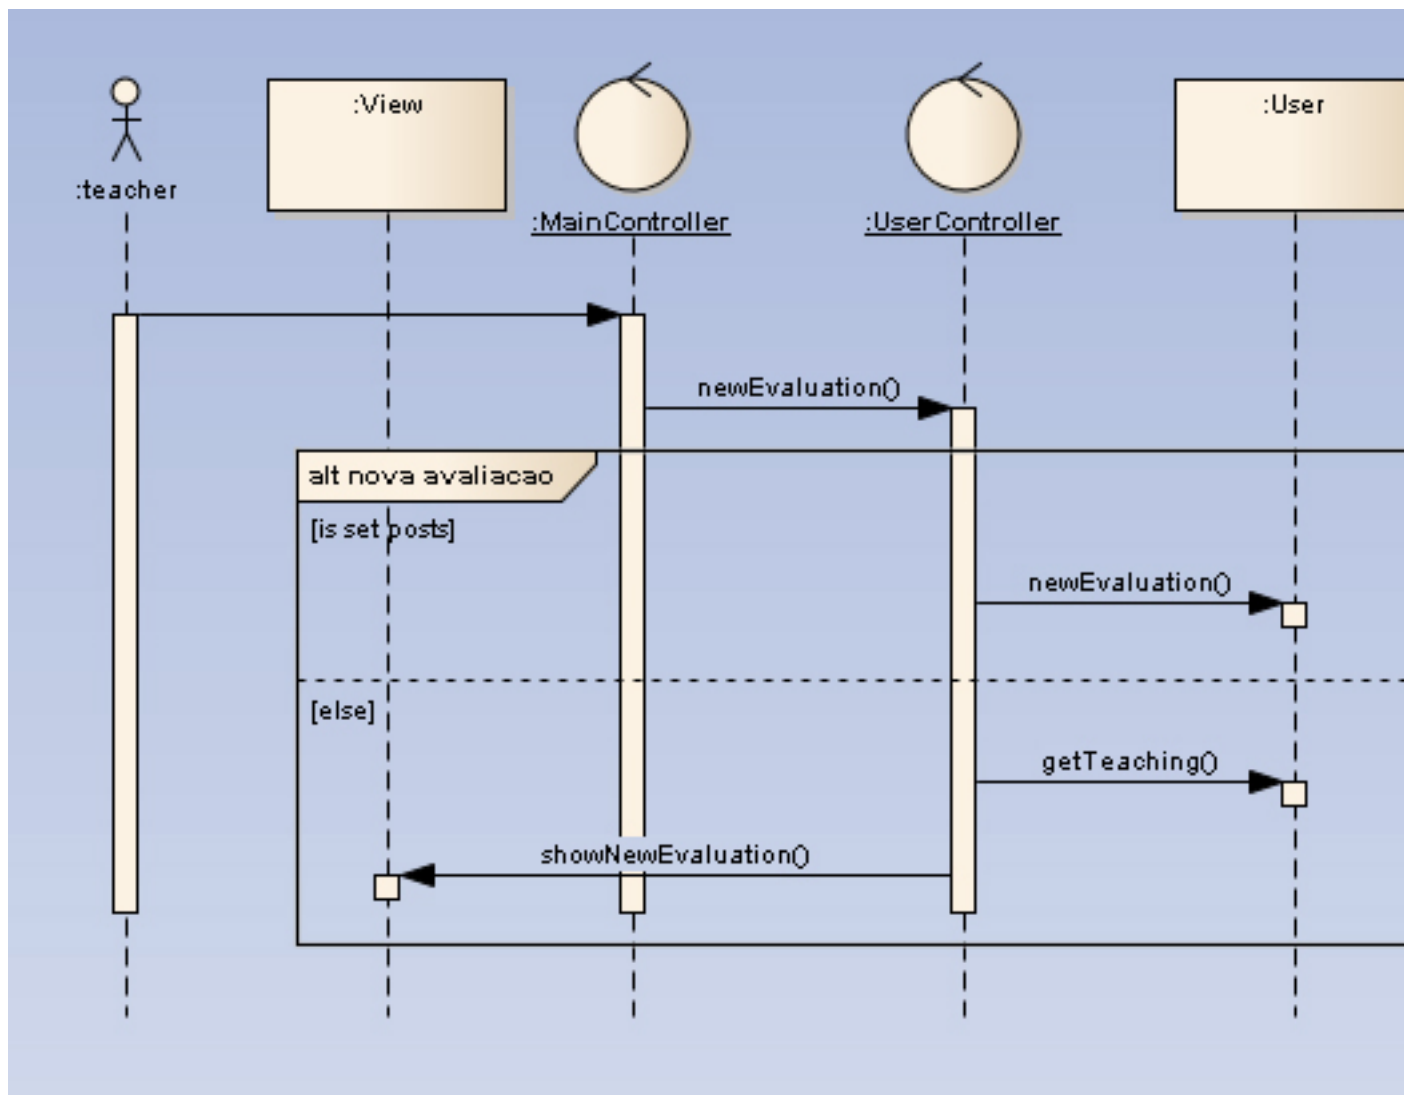 :View
:User
:teacher
:MainController
:UserController
newEvaluation()
alt nova avaliacao
[is set posts]
newEvaluation()
[else]
getTeaching()
showNewEvaluation()